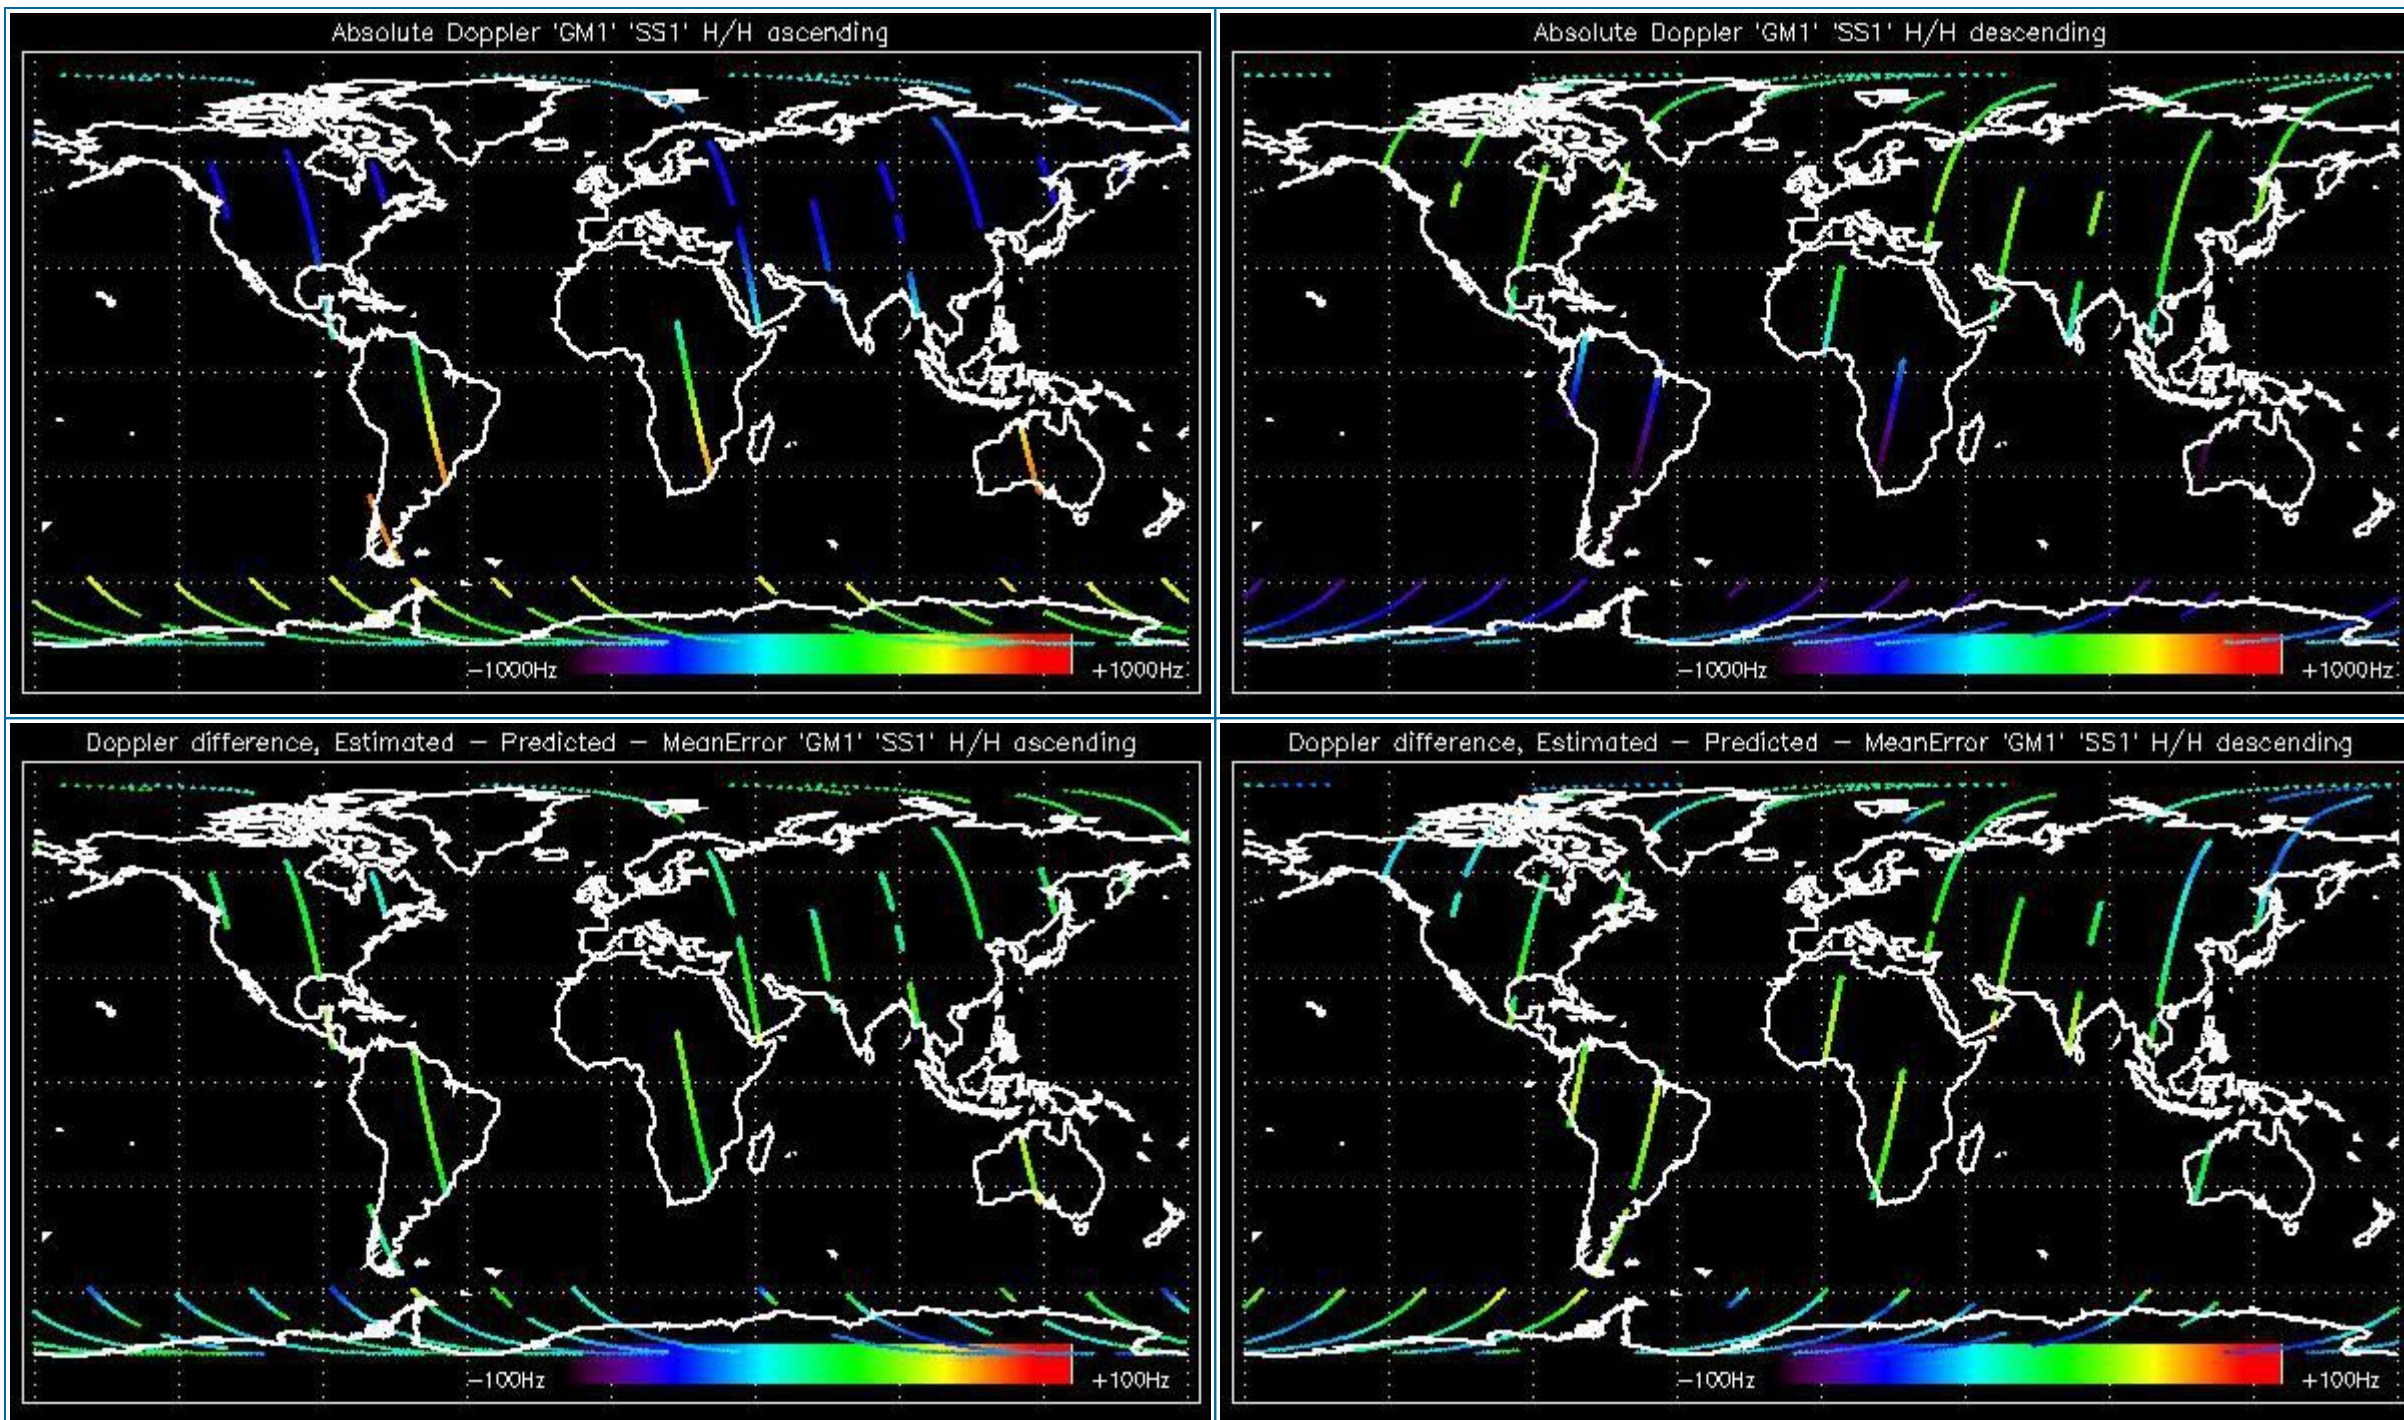 Absolute Doppler 'GM1' 'SS1' H/H ascending
−1000Hz
+1000Hz
Absolute Doppler 'GM1' 'SS1' H/H descending
−1000Hz
+1000Hz
Doppler difference, Estimated − Predicted − MeanError 'GM1' 'SS1' H/H ascending
−100Hz
+100Hz
Doppler difference, Estimated − Predicted − MeanError 'GM1' 'SS1' H/H descending
−100Hz
+100Hz